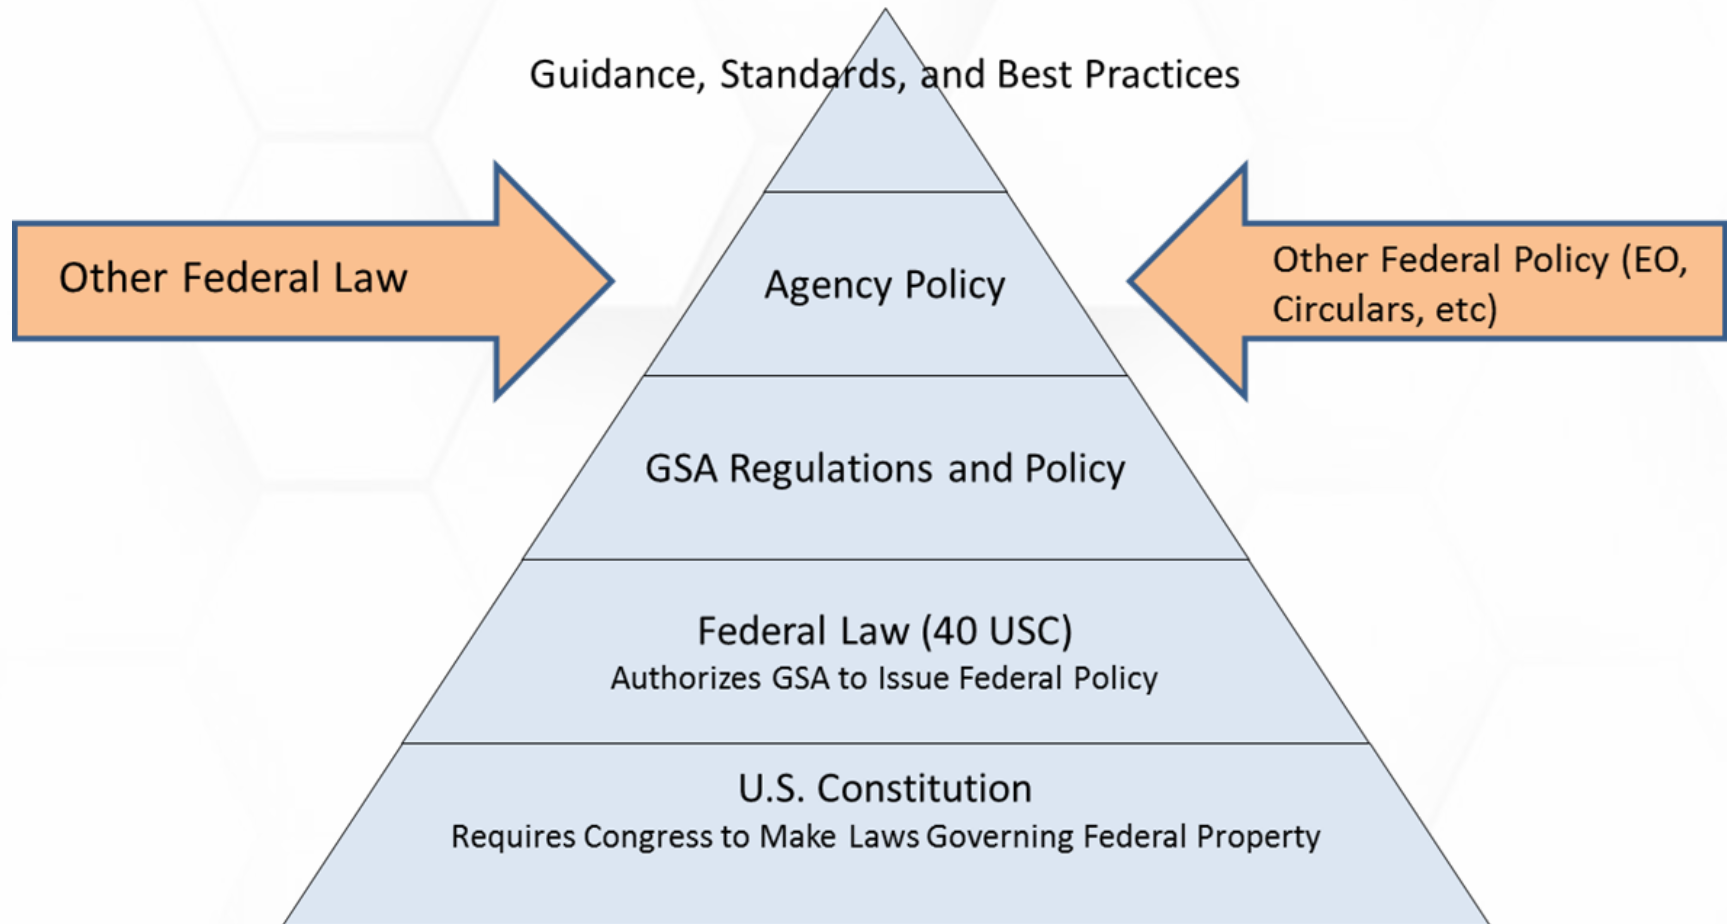 Guidance, Standards, and Best Practices
Other Federal Law
Agency Policy
Other Federal Policy (EO,
Circulars, etc)
GSA Regulations and Policy
Federal Law (40 USC)
Authorizes GSA to Issue Federal Policy
U.S. Constitution
Requires Congress to Make Laws Governing Federal Property